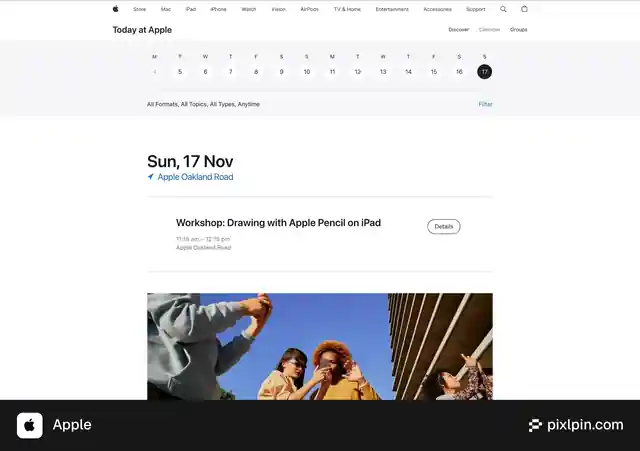 Store Mac iPad iPhone Watch Vision AirPods TV & Home Entertainment Accessories Support
Today at Apple
Discover Calendar Groups
M T W T F S S M T W T F S S
4 5 6 7 8 9 10 11 12 13 14 15 16 17
All Formats, All Topics, All Types, Anytime
Filter
Sun, 17 Nov
Apple Oakland Road
Workshop: Drawing with Apple Pencil on iPad
Details
Apple Oakland Road
Apple
pixlpin.com